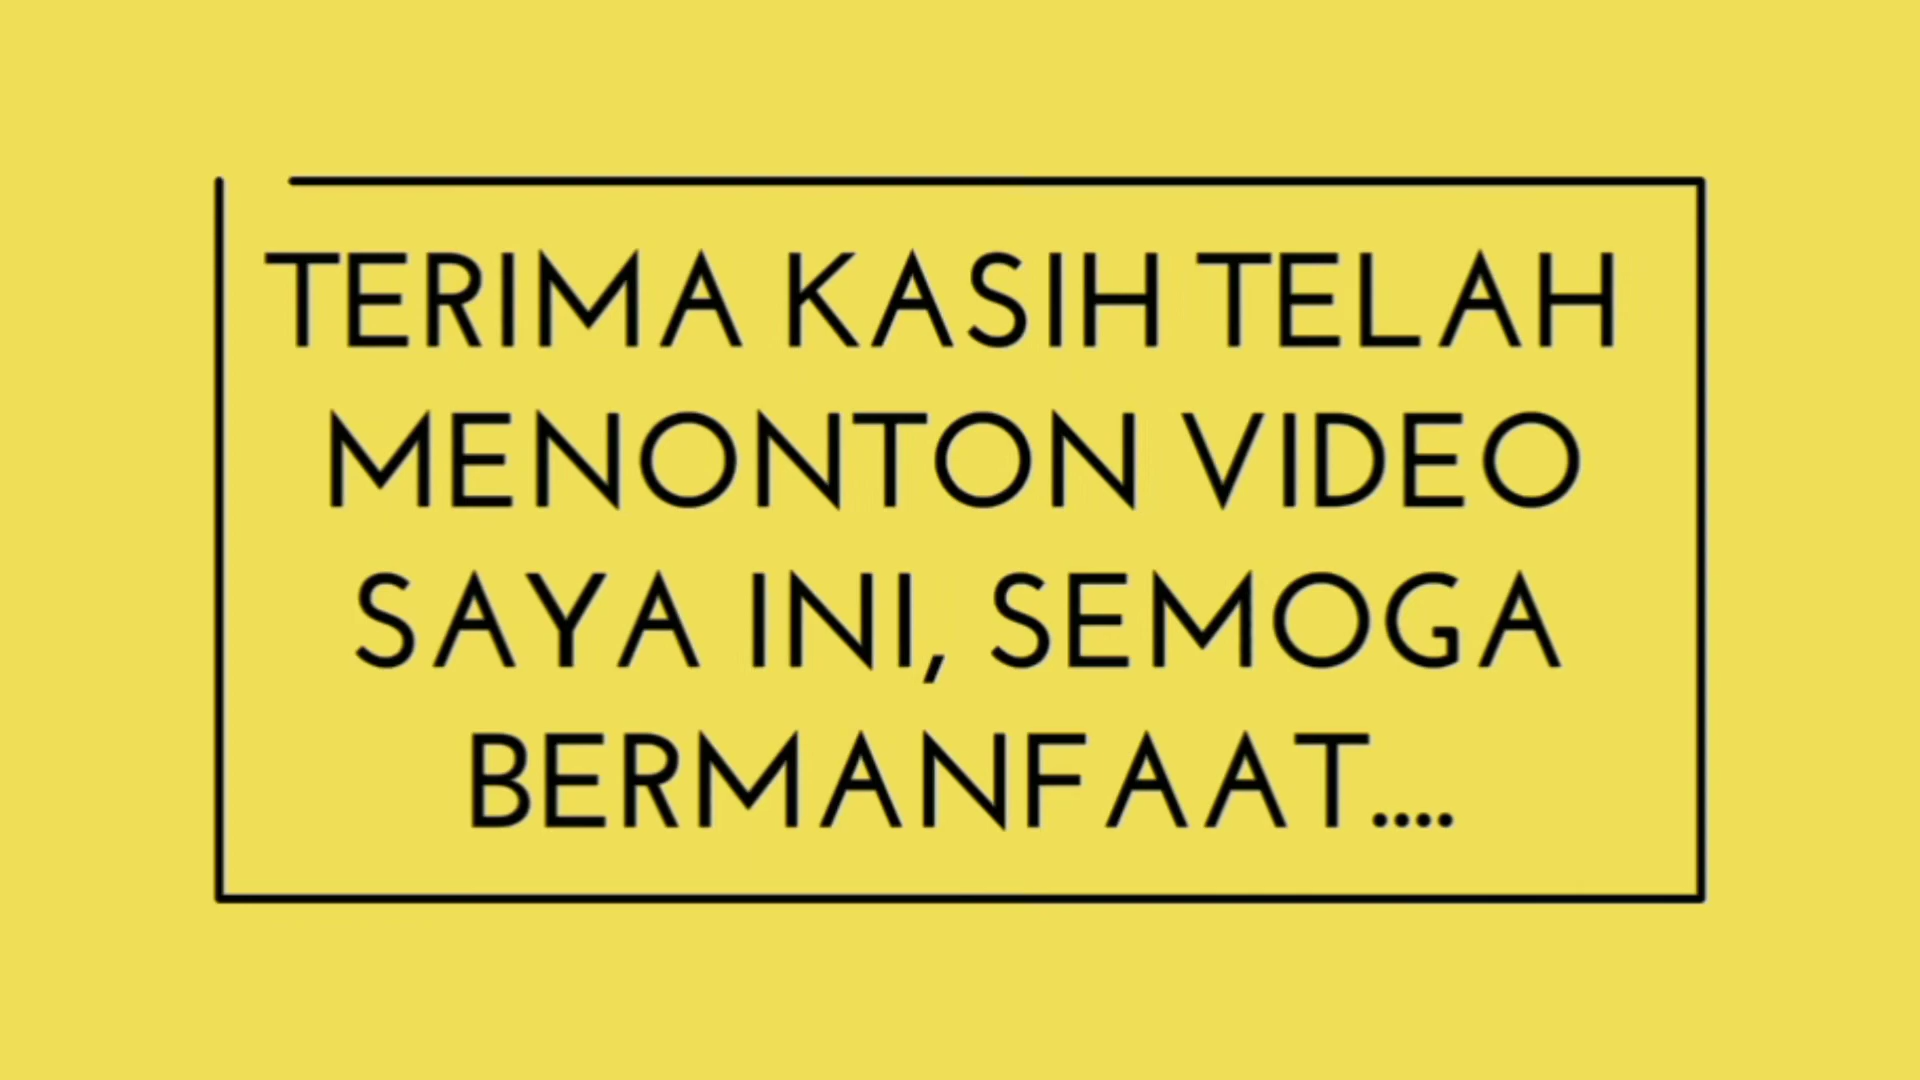 TERIMA KASIH TELAH
MENONTON VIDEO
SAYA INI, SEMOGA
BERMANFAAT....